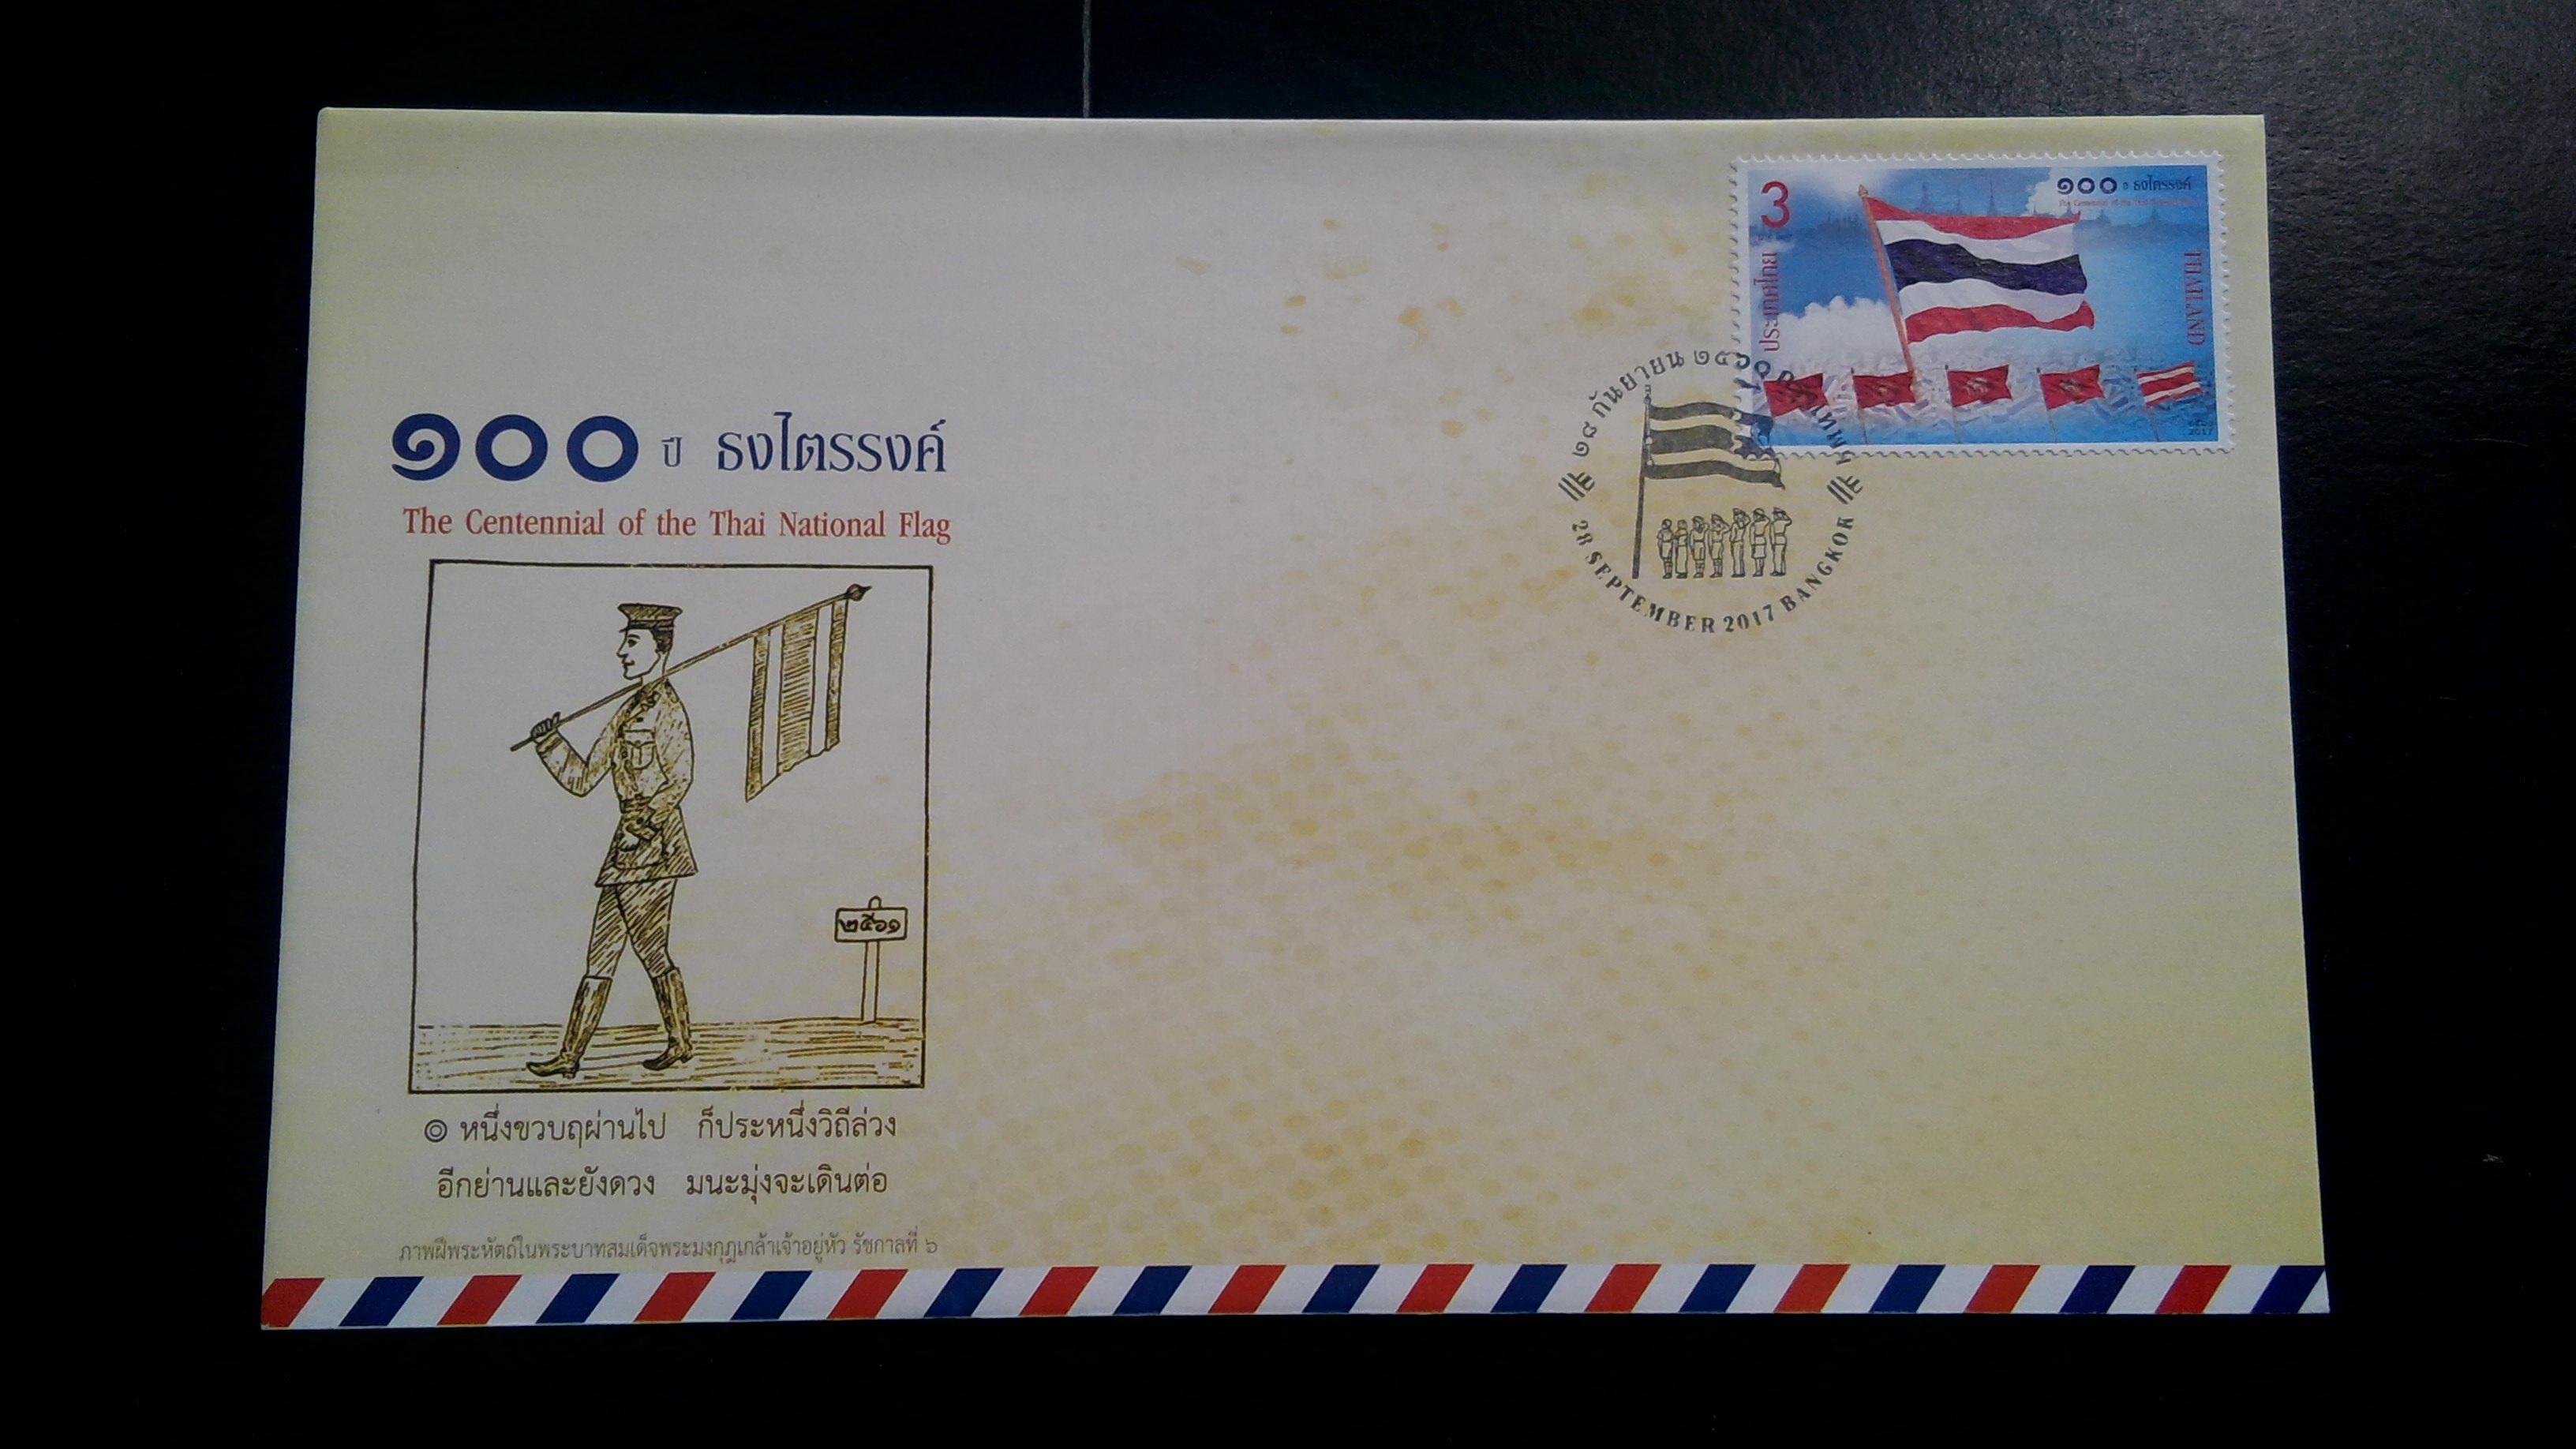 ๑๐๐ ปี ธงไตรรงค์
The Centennial of the Thai National Flag
๒๕๖๑
๏ หนึ่งขวบฤผ่านไป ก็ประหนึ่งวิถีล่วง
อีกย่านและยังดวง มนะมุ่งจะเดินต่อ
ภาพฝีพระหัตถ์ในพระบาทสมเด็จพระมงกุฎเกล้าเจ้าอยู่หัว รัชกาลที่ ๖
3
ประเทศไทย
๑๐๐ ปี ธงไตรรงค์
The Centennial of the Thai National Flag
THAILAND
2017
๒๘ กันยายน ๒๕๖๐
28 SEPTEMBER 2017 BANGKOK